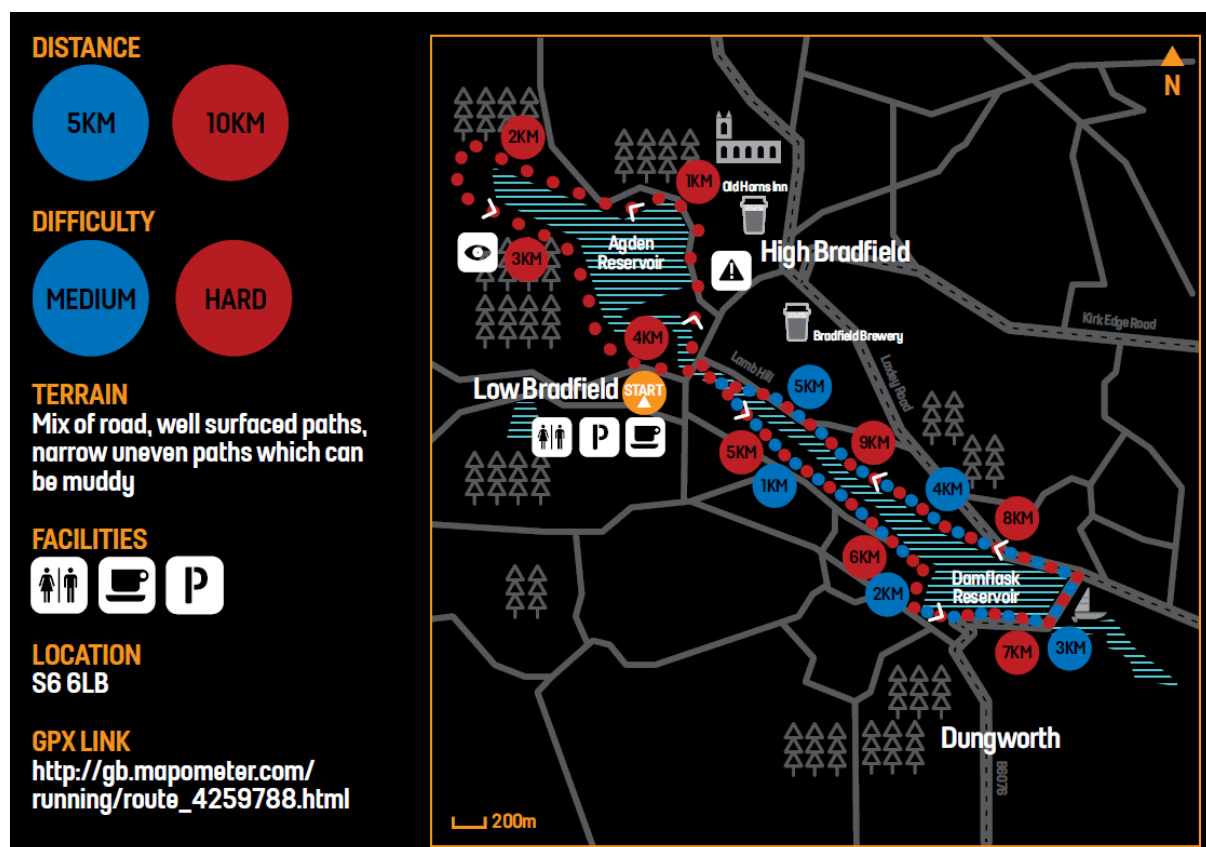 DISTANCE
5KM
10KM
DIFFICULTY
MEDIUM
HARD
TERRAIN
Mix of road, well surfaced paths,
narrow uneven paths which can
be muddy
FACILITIES
P
LOCATION
S6 6LB
GPX LINK
http://gb.mapometer.com/
running/route_4259788.html
N
2KM
1KM
Old Horns Inn
Agden
Reservoir
High Bradfield
3KM
Kirk Edge Road
Bradfield Brewery
4KM
Lamb Hill
Loxley Road
Low Bradfield
START
5KM
P
9KM
5KM
1KM
4KM
8KM
6KM
Damflask
Reservoir
2KM
7KM
3KM
Dungworth
B6076
200m